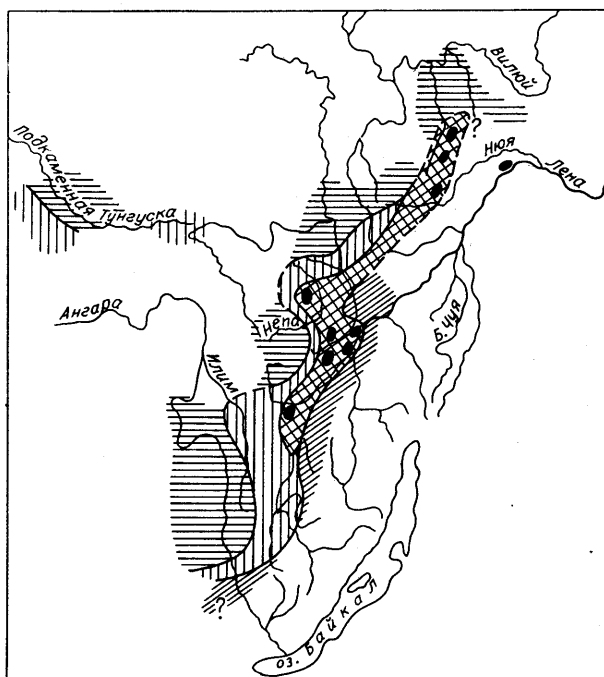 Вилюй
?
Нюя
Лена
Подкаменная Тунгуска
Ангара
Непа
Илим
Б. Чуя
?
оз. Байкал